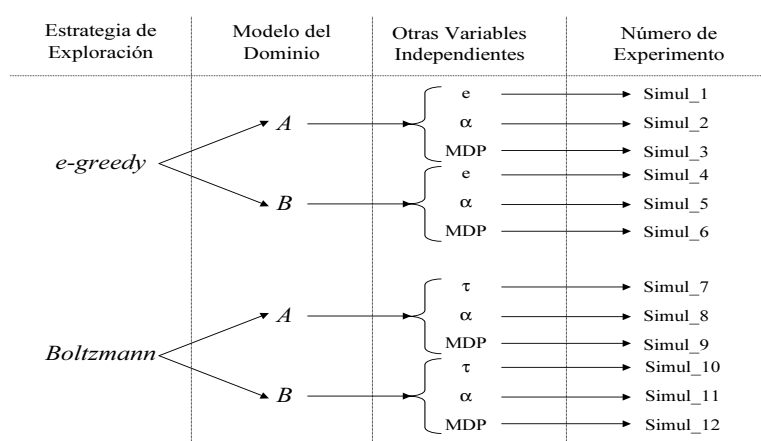 Estrategia de Exploración
Modelo del Dominio
Otras Variables Independientes
Número de Experimento
e-greedy
A
e
Simul_1
α
Simul_2
MDP
Simul_3
B
e
Simul_4
α
Simul_5
MDP
Simul_6
Boltzmann
A
τ
Simul_7
α
Simul_8
MDP
Simul_9
B
τ
Simul_10
α
Simul_11
MDP
Simul_12